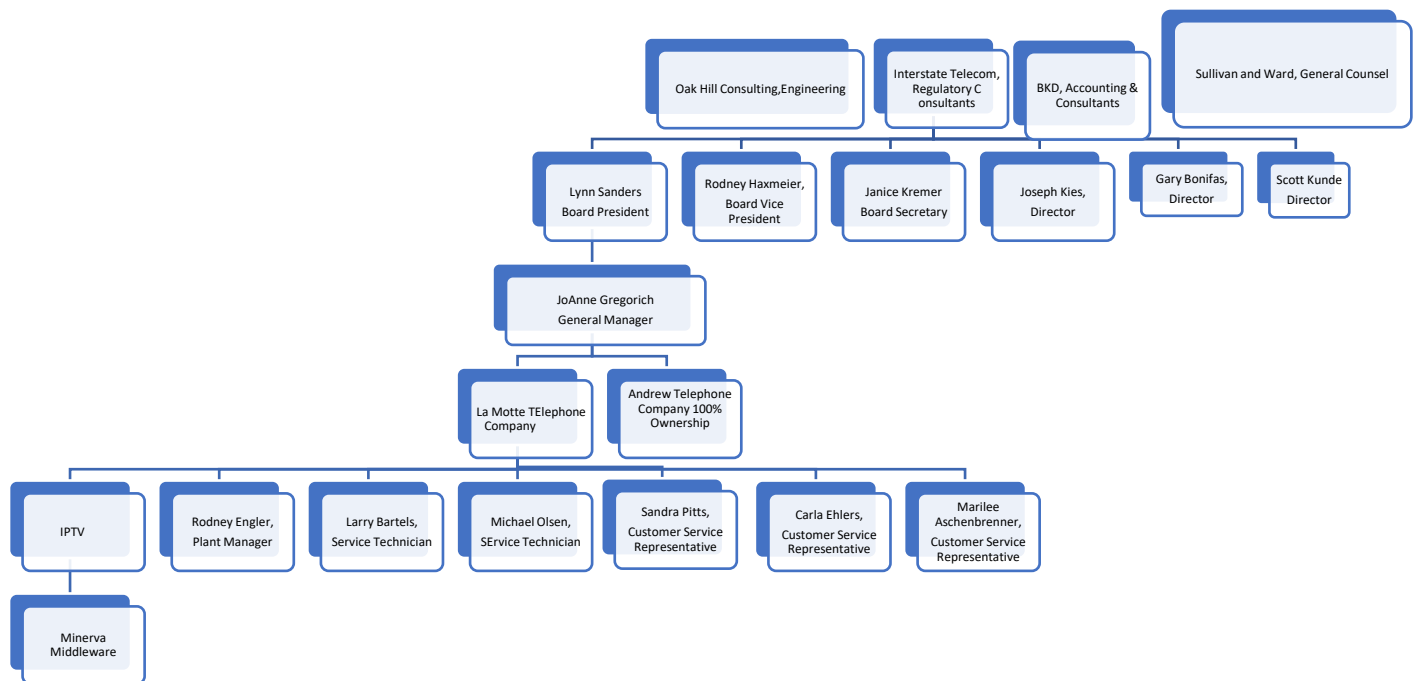 Oak Hill Consulting,Engineering
Interstate Telecom,
Regulatory C
onsultants
BKD, Accounting &
Consultants
Sullivan and Ward, General Counsel
Lynn Sanders
Board President
Rodney Haxmeier,
Board Vice
President
Janice Kremer
Board Secretary
Joseph Kies,
Director
Gary Bonifas,
Director
Scott Kunde
Director
JoAnne Gregorich
General Manager
La Motte TElephone
Company
Andrew Telephone
Company 100%
Ownership
IPTV
Rodney Engler,
Plant Manager
Larry Bartels,
Service Technician
Michael Olsen,
SErvice Technician
Sandra Pitts,
Customer Service
Representative
Carla Ehlers,
Customer Service
Representative
Marilee
Aschenbrenner,
Customer Service
Representative
Minerva
Middleware